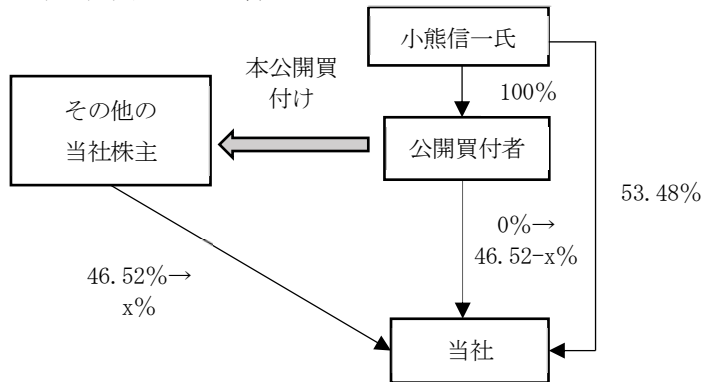 小熊信一氏
本公開買
付け
100%
その他の
当社株主
公開買付者
53.48%
0%→
46.52-x%
46.52%→
x%
当社